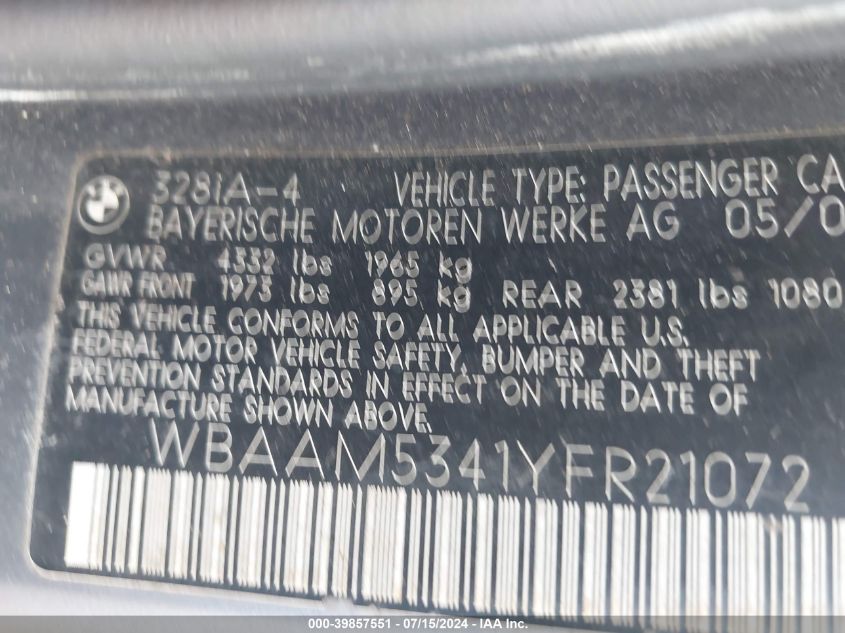 BMW
328iA-4 VEHICLE TYPE: PASSENGER CA
BAYERISCHE MOTOREN WERKE AG 05/0
GVWR 4332 lbs 1965 kg
GAWR FRONT 1973 lbs 895 kg REAR 2381 lbs 1080
THIS VEHICLE CONFORMS TO ALL APPLICABLE U.S.
FEDERAL MOTOR VEHICLE SAFETY, BUMPER AND THEFT
PREVENTION STANDARDS IN EFFECT ON THE DATE OF
MANUFACTURE SHOWN ABOVE.
WBAAM5341YFR21072
000-39857551 - 07/15/2024 - IAA Inc.